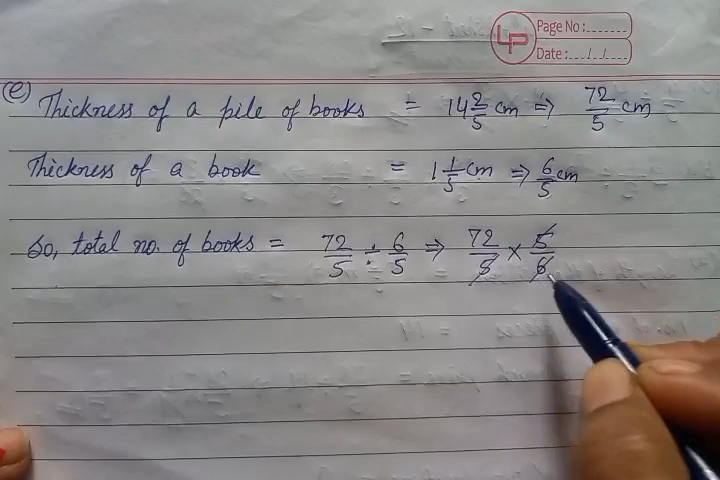 LP
Page No:.......
Date:.../.../...
(e) Thickness of a pile of books = 14 2/5 cm ⇒ 72/5 cm
Thickness of a book = 1 1/5 cm ⇒ 6/5 cm
So, total no. of books = 72/5 ÷ 6/5 ⇒ 72/5 × 5/6